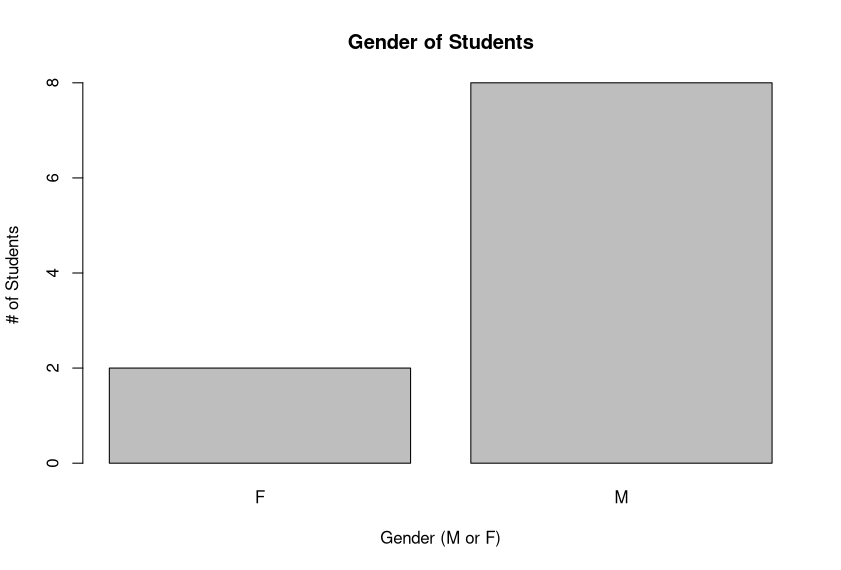 Gender of Students
8
6
4
2
0
# of Students
F
M
Gender (M or F)